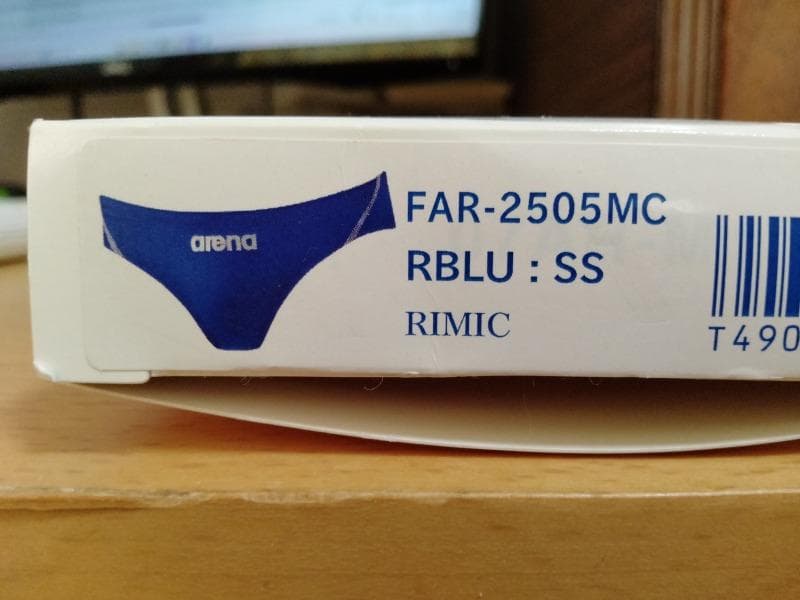 arena
FAR-2505MC
RBLU : SS
RIMIC
T490